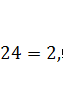 24 = 2,